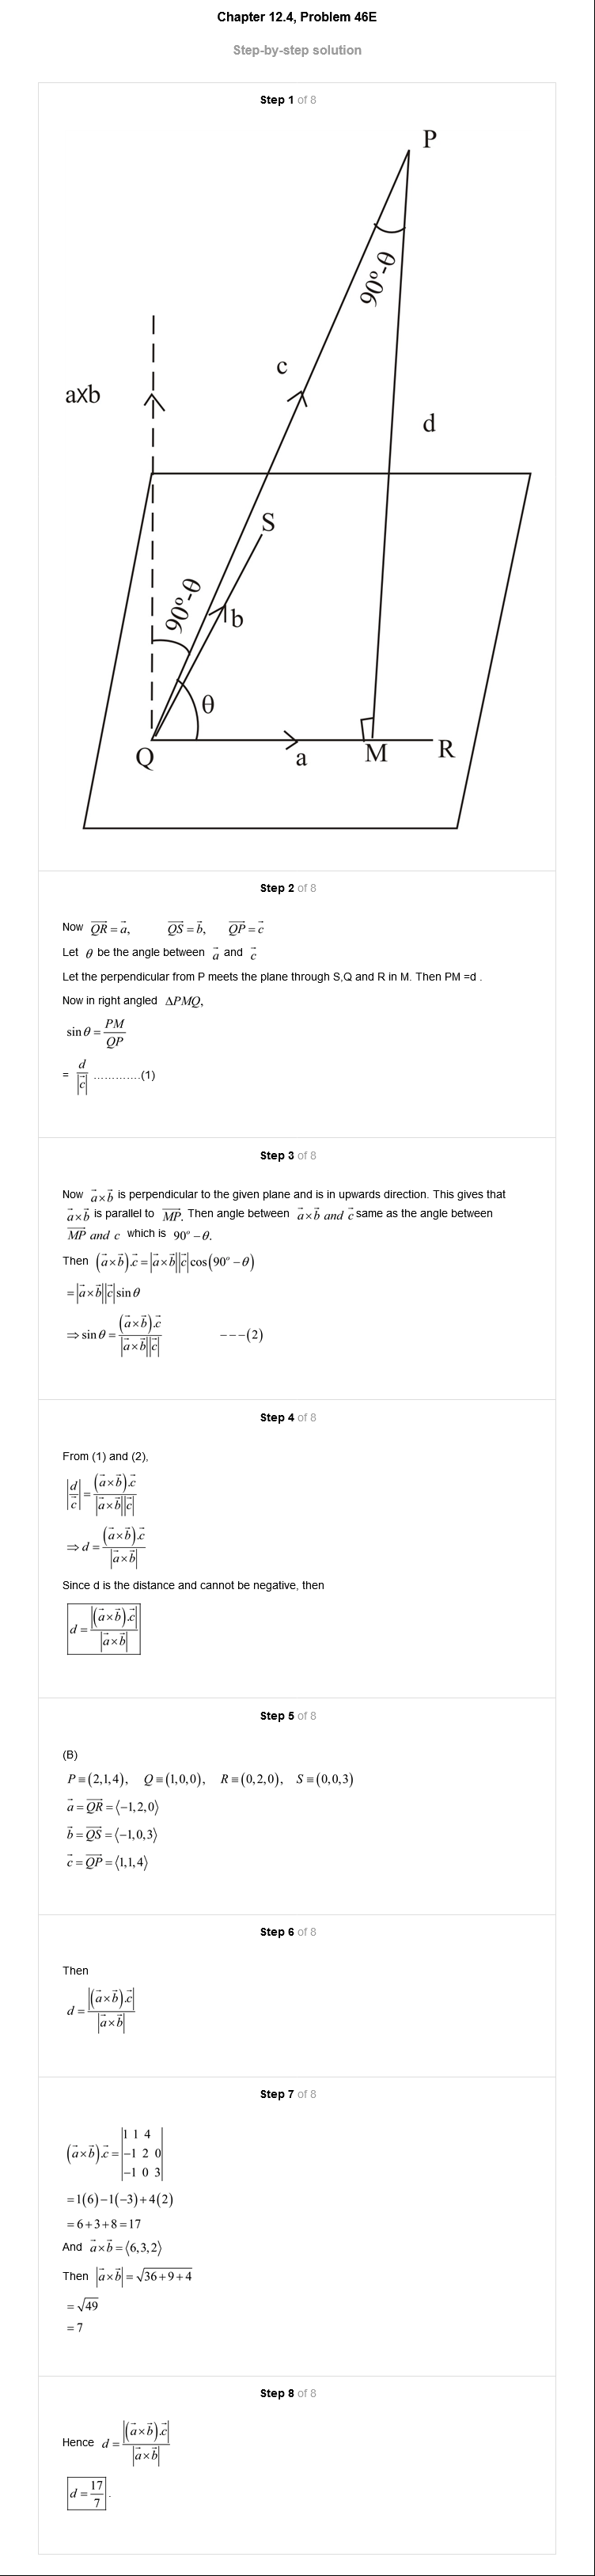 Chapter 12.4, Problem 46E
Step-by-step solution
Step 1 of 8
P
90°-θ
c
a×b
d
S
90°-θ
b
θ
Q
a
M
R
Step 2 of 8
Now $\overrightarrow{QR} = \vec{a}$, $\overrightarrow{QS} = \vec{b}$, $\overrightarrow{QP} = \vec{c}$
Let θ be the angle between $\vec{a}$ and $\vec{c}$
Let the perpendicular from P meets the plane through S,Q and R in M. Then PM =d .
Now in right angled ΔPMQ,
$\sin\theta = \frac{PM}{QP}$
$= \frac{d}{|\vec{c}|}$ ………….(1)
Step 3 of 8
Now $\vec{a}\times\vec{b}$ is perpendicular to the given plane and is in upwards direction. This gives that
$\vec{a}\times\vec{b}$ is parallel to $\overrightarrow{MP}$. Then angle between $\vec{a}\times\vec{b}$ and $\vec{c}$ same as the angle between
$\overrightarrow{MP}$ and c which is 90° − θ.
Then $(\vec{a}\times\vec{b}).\vec{c} = |\vec{a}\times\vec{b}||\vec{c}|\cos(90^o - \theta)$
$= |\vec{a}\times\vec{b}||\vec{c}|\sin\theta$
$\Rightarrow \sin\theta = \frac{(\vec{a}\times\vec{b}).\vec{c}}{|\vec{a}\times\vec{b}||\vec{c}|}$ ---(2)
Step 4 of 8
From (1) and (2),
$\left|\frac{d}{\vec{c}}\right| = \frac{(\vec{a}\times\vec{b}).\vec{c}}{|\vec{a}\times\vec{b}||\vec{c}|}$
$\Rightarrow d = \frac{(\vec{a}\times\vec{b}).\vec{c}}{|\vec{a}\times\vec{b}|}$
Since d is the distance and cannot be negative, then
$d = \frac{|(\vec{a}\times\vec{b}).\vec{c}|}{|\vec{a}\times\vec{b}|}$
Step 5 of 8
(B)
P ≡ (2,1,4), Q ≡ (1,0,0), R ≡ (0,2,0), S ≡ (0,0,3)
$\vec{a} = \overrightarrow{QR} = \langle -1,2,0\rangle$
$\vec{b} = \overrightarrow{QS} = \langle -1,0,3\rangle$
$\vec{c} = \overrightarrow{QP} = \langle 1,1,4\rangle$
Step 6 of 8
Then
$d = \frac{|(\vec{a}\times\vec{b}).\vec{c}|}{|\vec{a}\times\vec{b}|}$
Step 7 of 8
$(\vec{a}\times\vec{b}).\vec{c} = \begin{vmatrix} 1 & 1 & 4 \\ -1 & 2 & 0 \\ -1 & 0 & 3 \end{vmatrix}$
= 1(6)−1(−3)+4(2)
= 6+3+8 = 17
And $\vec{a}\times\vec{b} = \langle 6,3,2\rangle$
Then $|\vec{a}\times\vec{b}| = \sqrt{36+9+4}$
$= \sqrt{49}$
= 7
Step 8 of 8
Hence $d = \frac{|(\vec{a}\times\vec{b}).\vec{c}|}{|\vec{a}\times\vec{b}|}$
$d = \frac{17}{7}$.